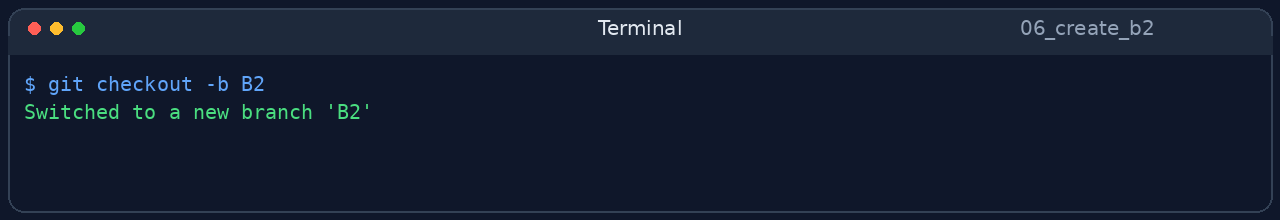 Terminal
06_create_b2
$ git checkout -b B2
Switched to a new branch 'B2'